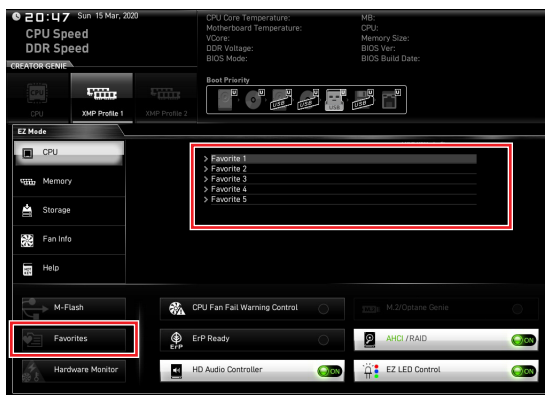 20:47 Sun 15 Mar, 2020
CPU Speed
DDR Speed
CPU Core Temperature:
Motherboard Temperature:
VCore:
DDR Voltage:
BIOS Mode:
MB:
CPU:
Memory Size:
BIOS Ver:
BIOS Build Date:
CREATOR GENIE
CPU
XMP Profile 1
XMP Profile 2
Boot Priority
U U U U U U U
USB USB USB USB
EZ Mode
CPU
Memory
Storage
Fan Info
Help
> Favorite 1
> Favorite 2
> Favorite 3
> Favorite 4
> Favorite 5
M-Flash
Favorites
Hardware Monitor
CPU Fan Fail Warning Control
M.2/Optane Genie
ErP
ErP Ready
AHCI /RAID
ON
HD Audio Controller
ON
EZ LED Control
ON